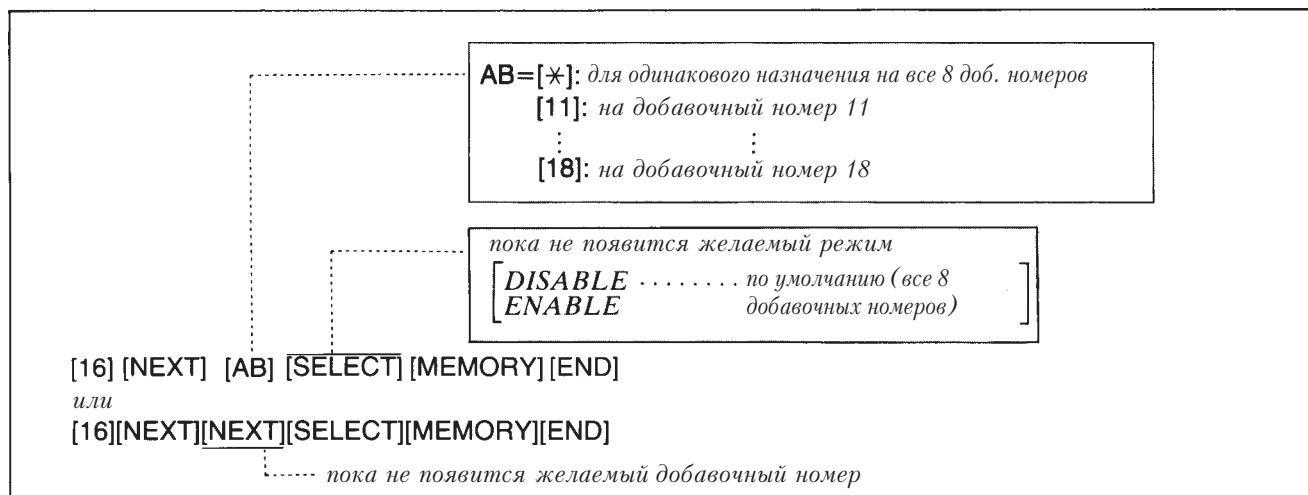 AB=[*]: для одинакового назначения на все 8 доб. номеров
[11]: на добавочный номер 11
[18]: на добавочный номер 18
пока не появится желаемый режим
DISABLE ........ по умолчанию (все 8
ENABLE добавочных номеров)
[16] [NEXT] [AB] [SELECT] [MEMORY] [END]
или
[16][NEXT][NEXT][SELECT][MEMORY][END]
пока не появится желаемый добавочный номер